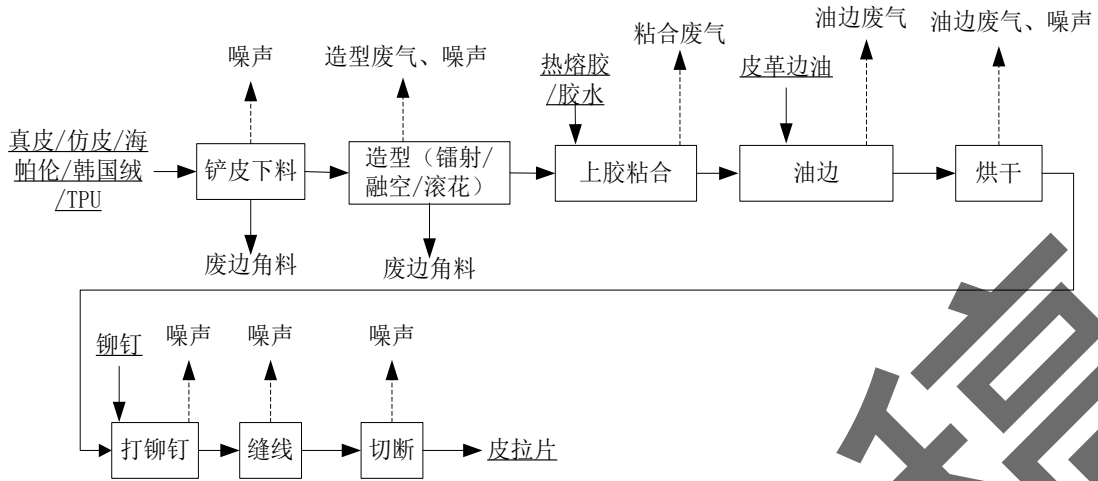 噪声
造型废气、噪声
粘合废气
油边废气
油边废气、噪声
热熔胶
/胶水
皮革边油
真皮/仿皮/海
帕伦/韩国绒
/TPU
铲皮下料
造型（镭射/
融空/滚花）
上胶粘合
油边
烘干
废边角料
废边角料
铆钉
噪声
噪声
噪声
打铆钉
缝线
切断
皮拉片